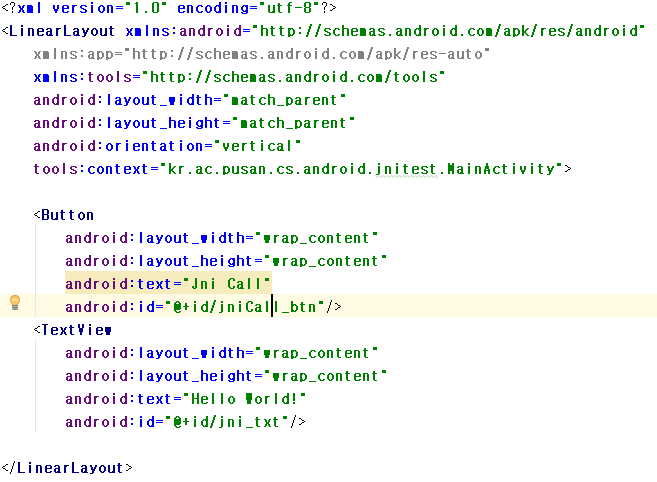 <?xml version="1.0" encoding="utf-8"?>
<LinearLayout xmlns:android="http://schemas.android.com/apk/res/android"
    xmlns:app="http://schemas.android.com/apk/res-auto"
    xmlns:tools="http://schemas.android.com/tools"
    android:layout_width="match_parent"
    android:layout_height="match_parent"
    android:orientation="vertical"
    tools:context="kr.ac.pusan.cs.android.jnitest.MainActivity">
    <Button
        android:layout_width="wrap_content"
        android:layout_height="wrap_content"
        android:text="Jni Call"
        android:id="@+id/jniCall_btn"/>
    <TextView
        android:layout_width="wrap_content"
        android:layout_height="wrap_content"
        android:text="Hello World!"
        android:id="@+id/jni_txt"/>
</LinearLayout>